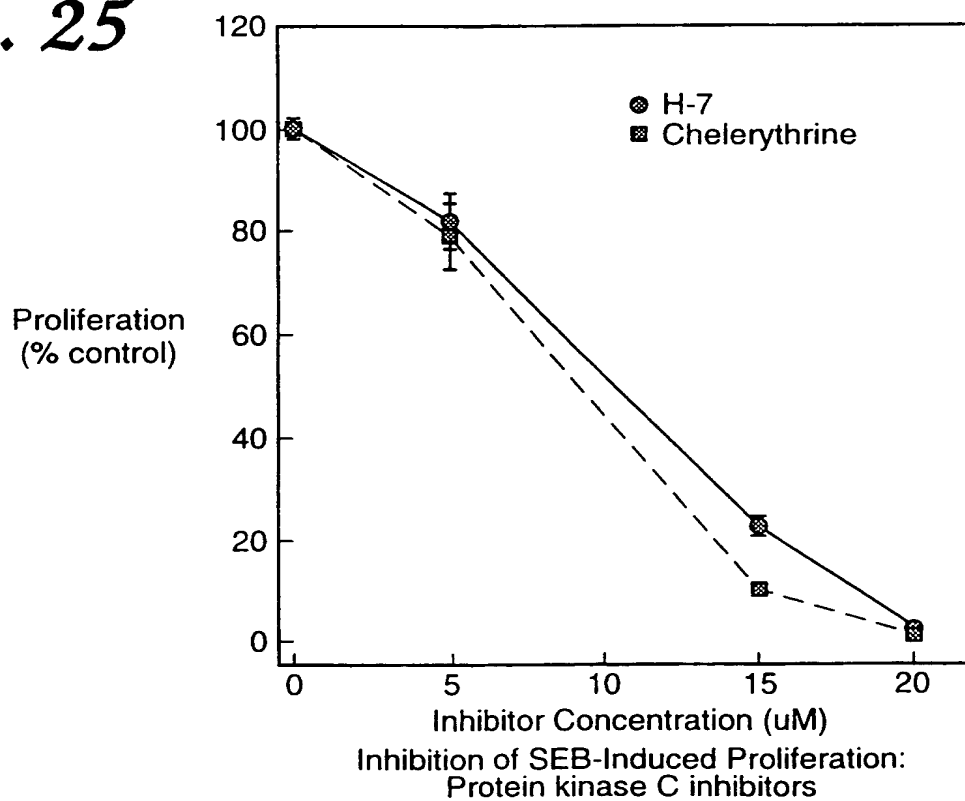 . 25
120
100
80
60
40
20
0
H-7
Chelerythrine
Proliferation
(% control)
0 5 10 15 20
Inhibitor Concentration (uM)
Inhibition of SEB-Induced Proliferation:
Protein kinase C inhibitors